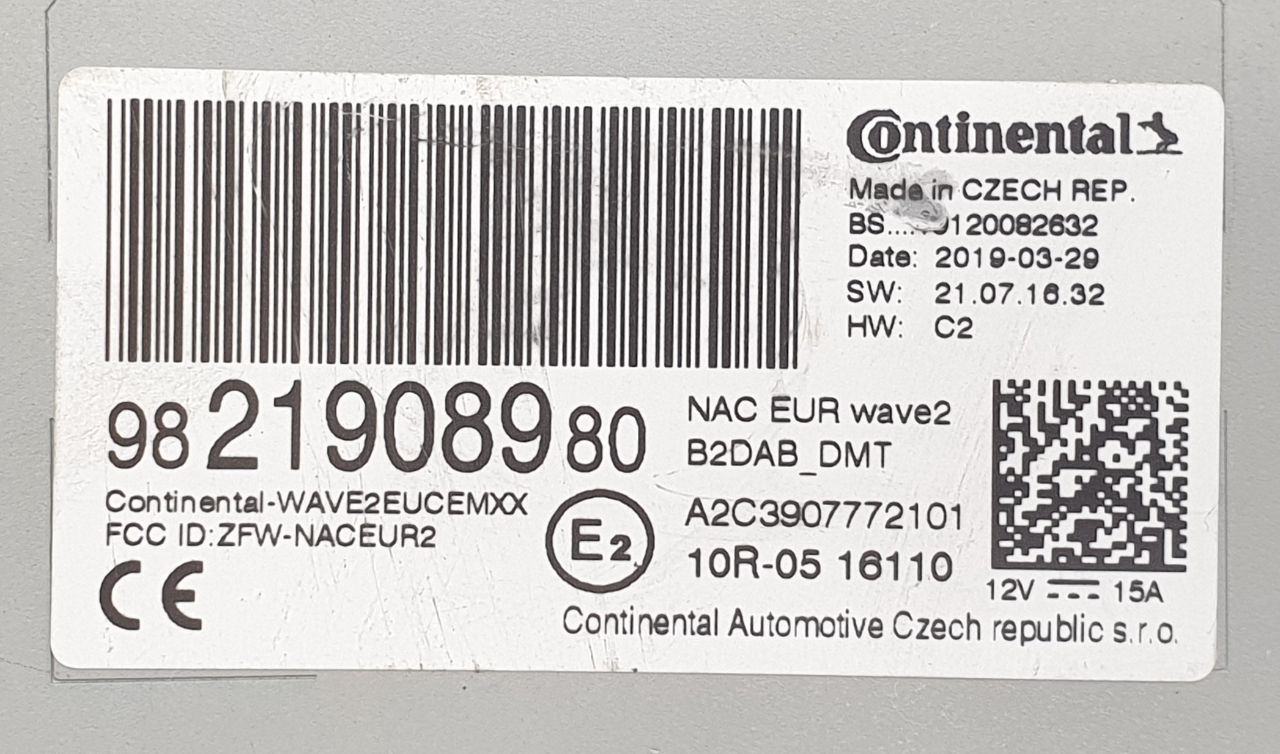 Continental
Made in CZECH REP.
BS....
Date: 2019-03-29
SW: 21.07.16.32
HW: C2
98 219089 80
NAC EUR wave2
B2DAB_DMT
Continental-WAVE2EUCEMXX
FCC ID:ZFW-NACEUR2
CE
E2
A2C3907772101
10R-05 16110
12V 15A
Continental Automotive Czech republic s.r.o.